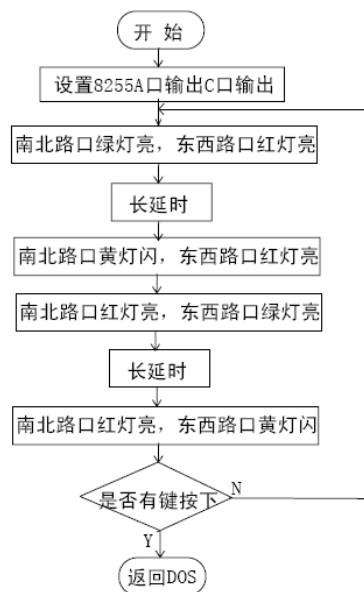 开 始
设置8255A口输出C口输出
南北路口绿灯亮，东西路口红灯亮
长延时
南北路口黄灯闪，东西路口红灯亮
南北路口红灯亮，东西路口绿灯亮
长延时
南北路口红灯亮，东西路口黄灯闪
是否有键按下
N
Y
返回DOS